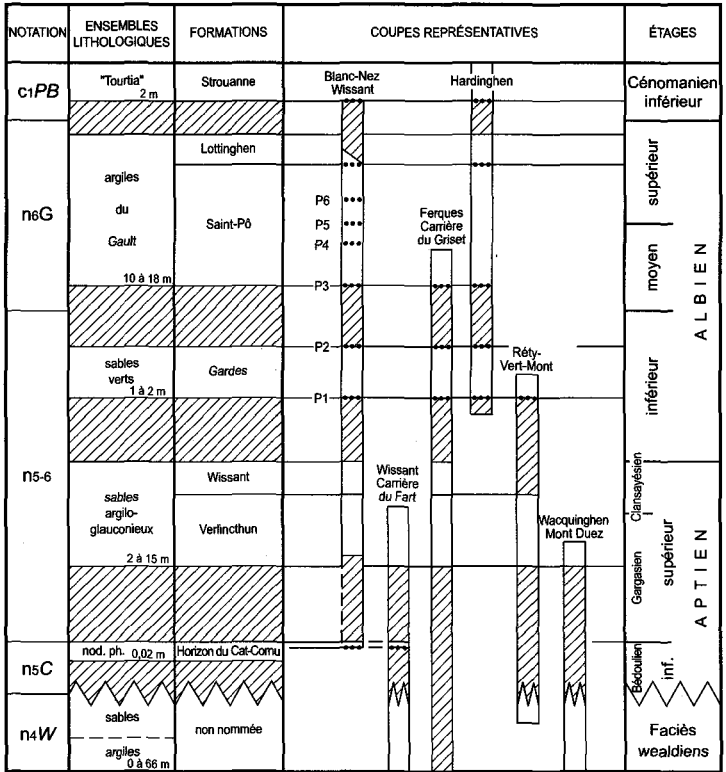 NOTATION
ENSEMBLES
LITHOLOGIQUES
FORMATIONS
COUPES REPRÉSENTATIVES
ÉTAGES
c1PB
"Tourtia"
2 m
Strouanne
Blanc-Nez
Wissant
Hardinghen
Cénomanien
inférieur
n6G
argiles
du
Gault
10 à 18 m
Lottinghen
Saint-Pô
P6
P5
P4
P3
Ferques
Carrière
du Griset
supérieur
moyen
ALBIEN
n5-6
sables
verts
1 à 2 m
Gardes
P2
P1
Réty-
Vert-Mont
inférieur
sables
argilo-
glauconieux
2 à 15 m
Wissant
Verlincthun
Wissant
Carrière
du Fart
Wacquinghen
Mont Duez
Clansayésien
Gargasien
supérieur
APTIEN
n5C
nod. ph. 0,02 m
Horizon du Cat-Cornu
Bédoulien
inf.
n4W
sables
argiles
0 à 66 m
non nommée
Faciès
wealdiens